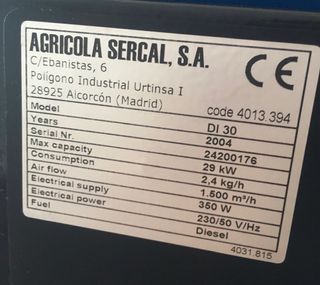 AGRICOLA SERCAL, S.A.
C/Ebanistas, 6
Polígono Industrial Urtinsa I
28925 Alcorcón (Madrid)
CE
code 4013.394
Model DI 30
Years 2004
Serial Nr. 24200176
Max capacity 29 kW
Consumption 2,4 kg/h
Air flow 1.500 m³/h
Electrical supply 350 W
Electrical power 230/50 V/Hz
Fuel Diesel
4031.815